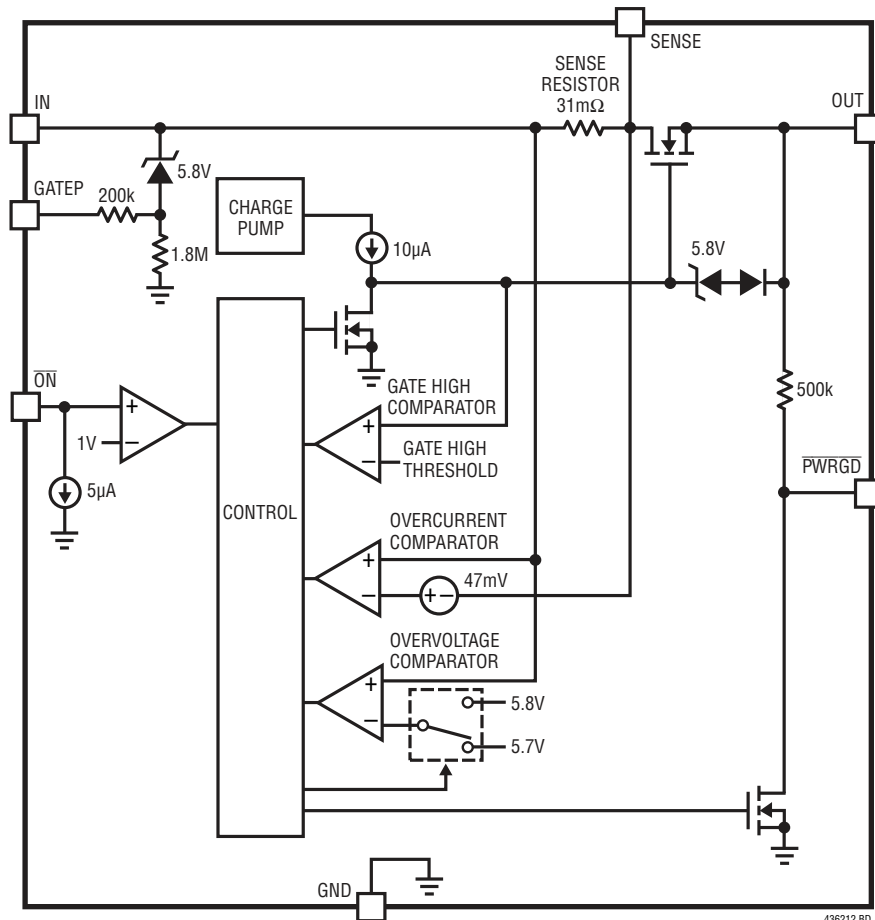 SENSE
SENSE
RESISTOR
31mΩ
IN
OUT
5.8V
GATEP
200k
1.8M
CHARGE
PUMP
10µA
5.8V
ON
+
1V
−
5µA
CONTROL
GATE HIGH
COMPARATOR
+
−
GATE HIGH
THRESHOLD
500k
PWRGD
OVERCURRENT
COMPARATOR
+
−
+ −
47mV
OVERVOLTAGE
COMPARATOR
+
−
5.8V
5.7V
GND
436212 BD